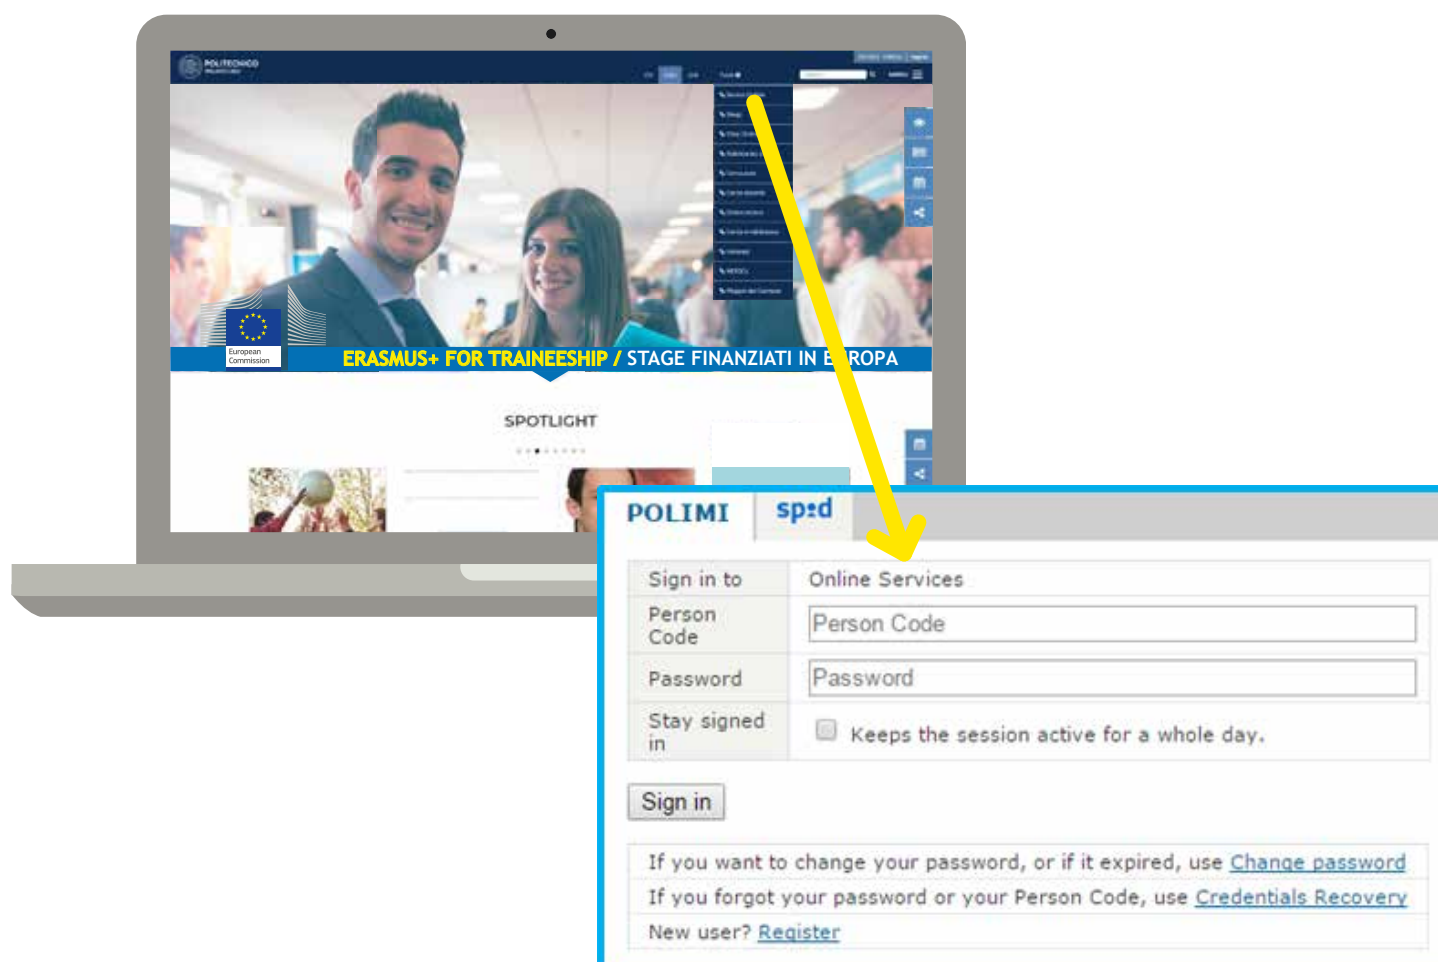 POLITECNICO
European
Commission
ERASMUS+ FOR TRAINEESHIP / STAGE FINANZIATI IN E ROPA
SPOTLIGHT
POLIMI
sp:d
Sign in to
Online Services
Person
Code
Person Code
Password
Password
Stay signed
in
Keeps the session active for a whole day.
Sign in
If you want to change your password, or if it expired, use Change password
If you forgot your password or your Person Code, use Credentials Recovery
New user? Register